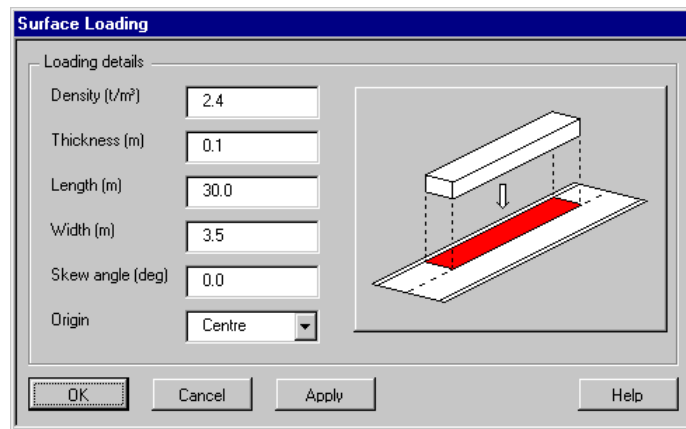 Surface Loading
Loading details
Density (t/m³) 2.4
Thickness (m) 0.1
Length (m) 30.0
Width (m) 3.5
Skew angle (deg) 0.0
Origin Centre
OK Cancel Apply Help